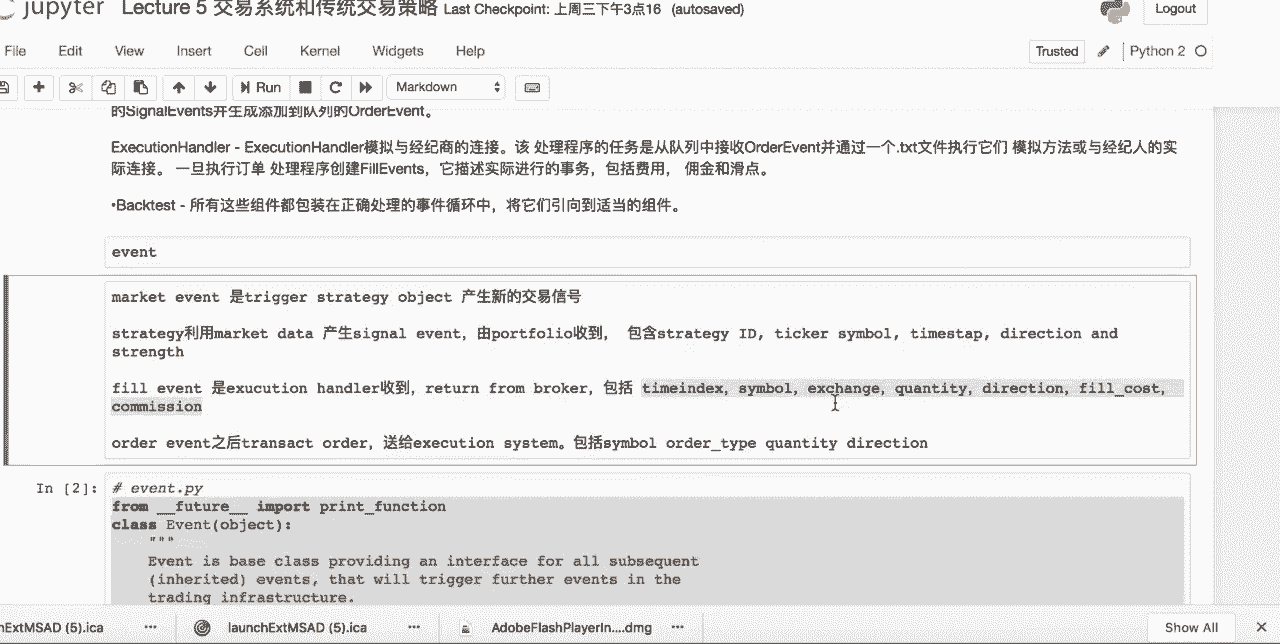 jupyter Lecture 5 交易系统和传统交易策略 Last Checkpoint: 上周三下午3点16 (autosaved)
Logout
File Edit View Insert Cell Kernel Widgets Help
Trusted Python 2
Run Markdown
的SignalEvents并生成添加到队列的OrderEvent。
ExecutionHandler - ExecutionHandler模拟与经纪商的连接。该 处理程序的任务是从队列中接收OrderEvent并通过一个.txt文件执行它们 模拟方法或与经纪人的实
际连接。 一旦执行订单 处理程序创建FillEvents，它描述实际进行的事务，包括费用， 佣金和滑点。
•Backtest - 所有这些组件都包装在正确处理的事件循环中，将它们引向到适当的组件。
event
market event 是trigger strategy object 产生新的交易信号
strategy利用market data 产生signal event，由portfolio收到， 包含strategy ID, ticker symbol, timestap, direction and
strength
fill event 是exucution handler收到，return from broker，包括 timeindex, symbol, exchange, quantity, direction, fill_cost,
commission
order event之后transact order，送给execution system。包括symbol order_type quantity direction
In [2]: # event.py
from __future__ import print_function
class Event(object):
"""
Event is base class providing an interface for all subsequent
(inherited) events, that will trigger further events in the
trading infrastructure.
nExtMSAD (5).ica ... launchExtMSAD (5).ica ... AdobeFlashPlayerIn....dmg ... Show All